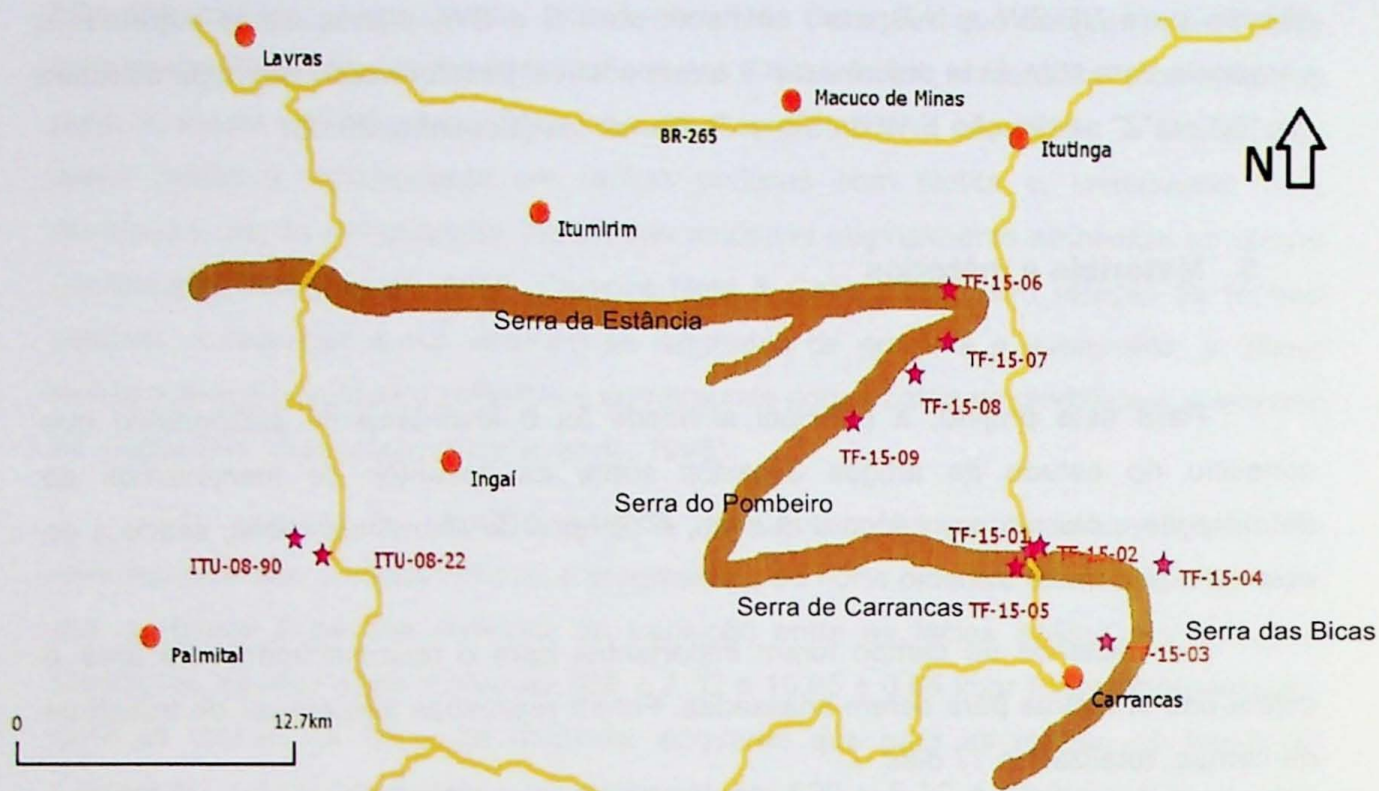 Lavras
Macuco de Minas
BR-265
Itutinga
N
Itumirim
TF-15-06
Serra da Estância
TF-15-07
TF-15-08
TF-15-09
Ingaí
Serra do Pombeiro
TF-15-01
TF-15-02
ITU-08-90
ITU-08-22
TF-15-04
Serra de Carrancas
TF-15-05
Serra das Bicas
TF-15-03
Palmital
Carrancas
0
12.7km